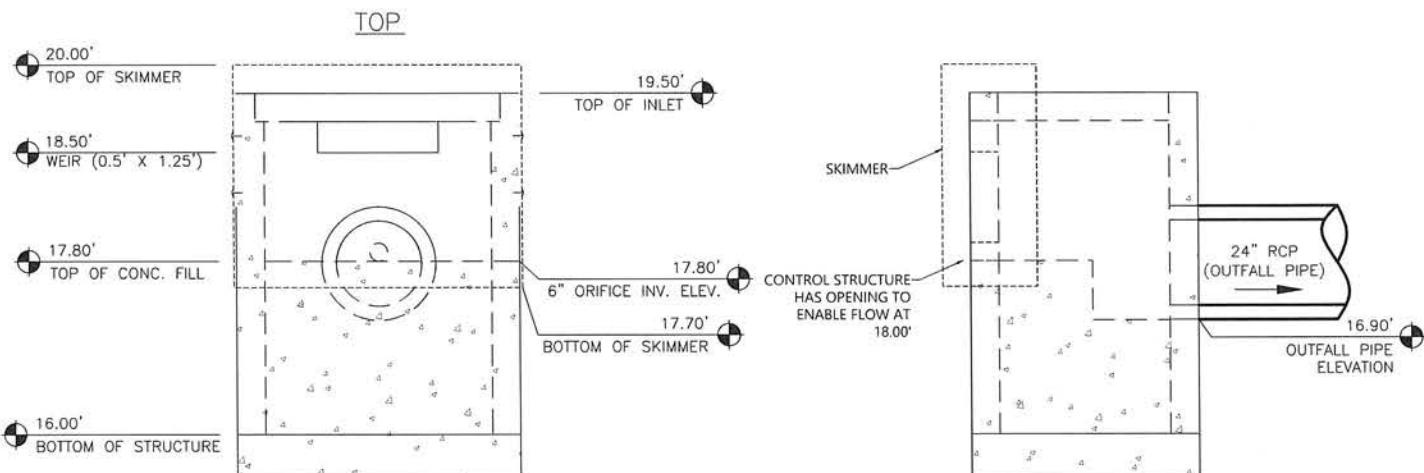 TOP
20.00'
TOP OF SKIMMER
19.50'
TOP OF INLET
18.50'
WEIR (0.5' X 1.25')
17.80'
TOP OF CONC. FILL
17.80'
6" ORIFICE INV. ELEV.
17.70'
BOTTOM OF SKIMMER
16.00'
BOTTOM OF STRUCTURE
SKIMMER
CONTROL STRUCTURE
HAS OPENING TO
ENABLE FLOW AT
18.00'
24" RCP
(OUTFALL PIPE)
16.90'
OUTFALL PIPE
ELEVATION